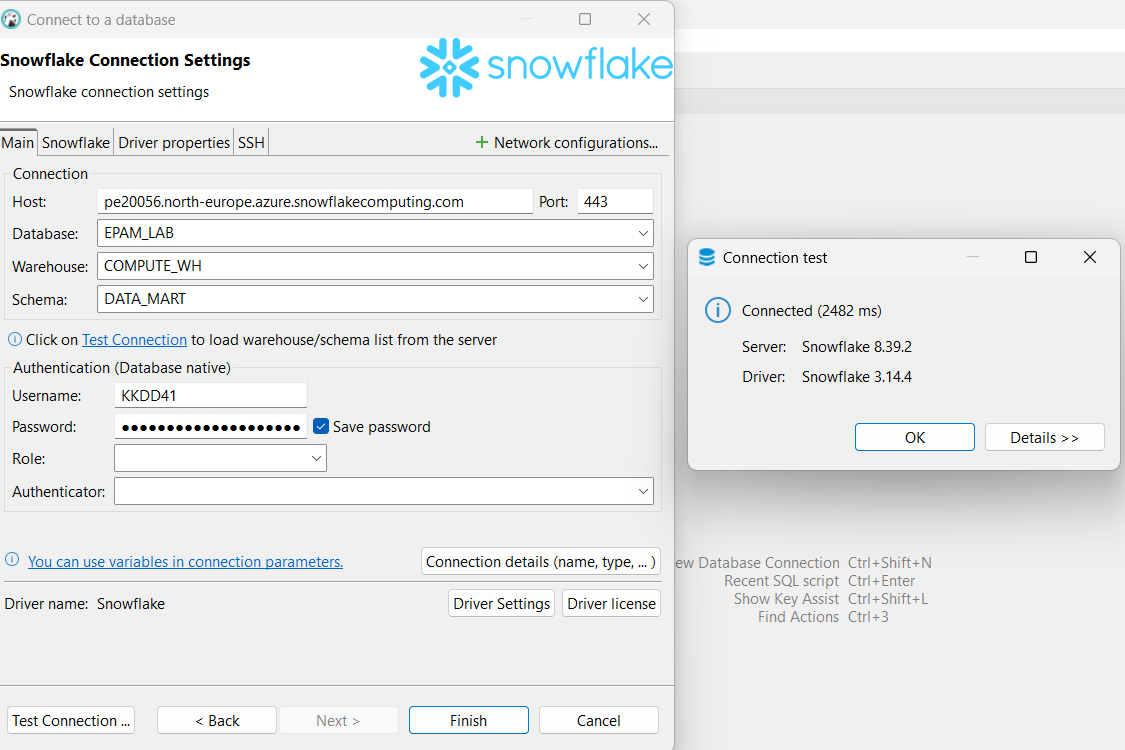 Connect to a database
Snowflake Connection Settings
Snowflake connection settings
snowflake
Main Snowflake Driver properties SSH
Network configurations...
Connection
Host: pe20056.north-europe.azure.snowflakecomputing.com Port: 443
Database: EPAM_LAB
Warehouse: COMPUTE_WH
Schema: DATA_MART
Click on Test Connection to load warehouse/schema list from the server
Authentication (Database native)
Username: KKDD41
Password: ●●●●●●●●●●●●●●●●●●●● Save password
Role:
Authenticator:
You can use variables in connection parameters.
Connection details (name, type, ... )
Driver name: Snowflake
Driver Settings Driver license
Test Connection ... < Back Next > Finish Cancel
Connection test
Connected (2482 ms)
Server: Snowflake 8.39.2
Driver: Snowflake 3.14.4
OK Details >>
ew Database Connection Ctrl+Shift+N
Recent SQL script Ctrl+Enter
Show Key Assist Ctrl+Shift+L
Find Actions Ctrl+3